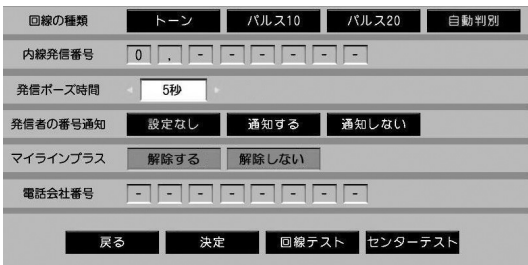 回線の種類 トーン パルス10 パルス20 自動判別
内線発信番号 0 . - - - - - -
発信ポーズ時間 5秒
発信者の番号通知 設定なし 通知する 通知しない
マイラインプラス 解除する 解除しない
電話会社番号 - - - - - - - -
戻る 決定 回線テスト センターテスト